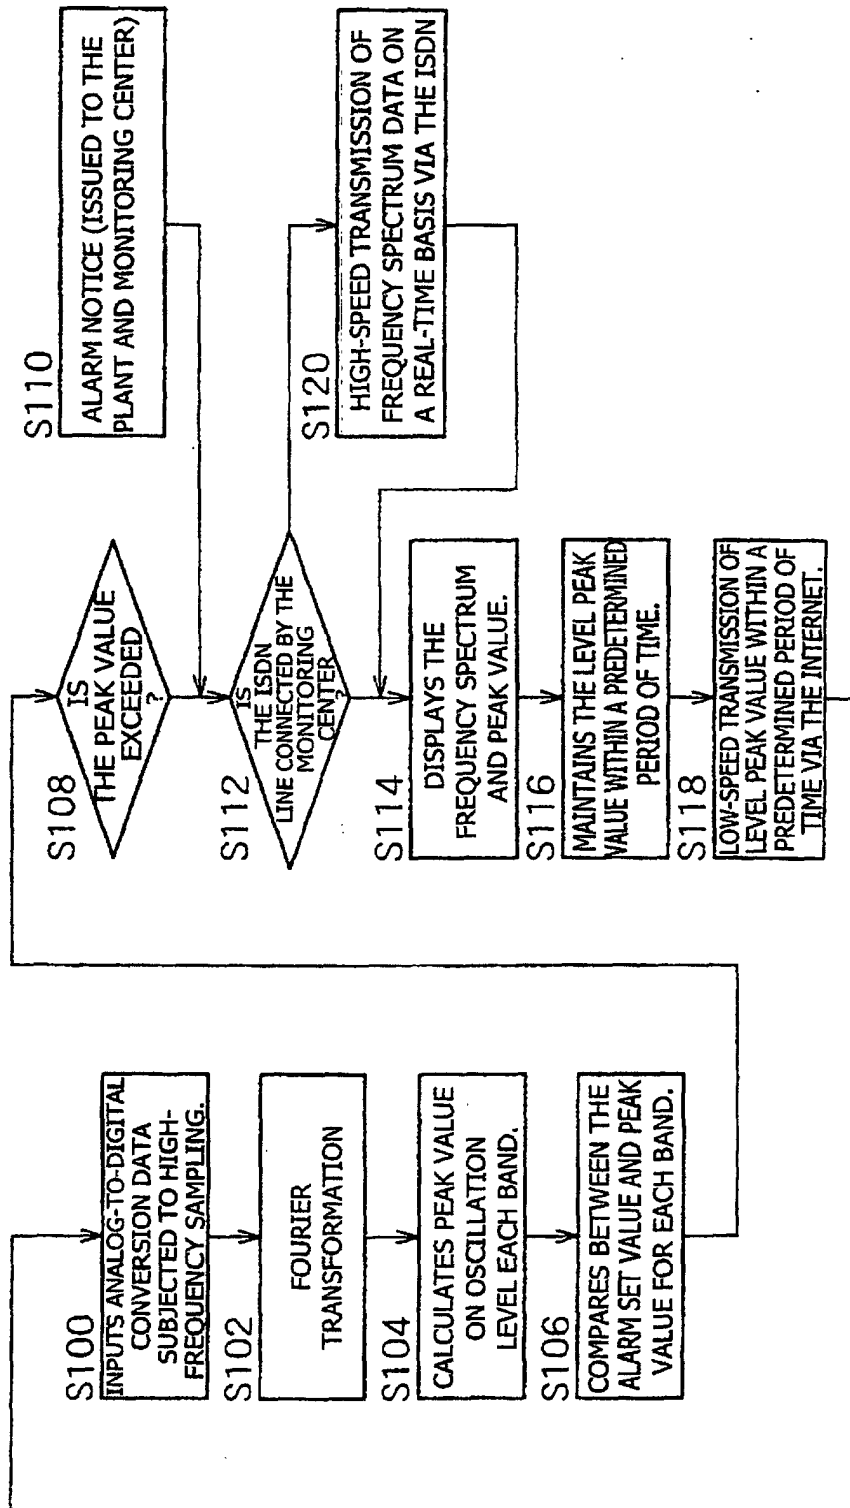 S100
INPUTS ANALOG-TO-DIGITAL
CONVERSION DATA
SUBJECTED TO HIGH-
FREQUENCY SAMPLING.
S102
FOURIER
TRANSFORMATION
S104
CALCULATES PEAK VALUE
ON OSCILLATION
LEVEL EACH BAND.
S106
COMPARES BETWEEN THE
ALARM SET VALUE AND PEAK
VALUE FOR EACH BAND.
S108
IS
THE PEAK VALUE
EXCEEDED
?
S110
ALARM NOTICE (ISSUED TO THE
PLANT AND MONITORING CENTER)
S112
IS
THE ISDN
LINE CONNECTED BY THE
MONITORING
CENTER
?
S120
HIGH-SPEED TRANSMISSION OF
FREQUENCY SPECTRUM DATA ON
A REAL-TIME BASIS VIA THE ISDN
S114
DISPLAYS THE
FREQUENCY SPECTRUM
AND PEAK VALUE.
S116
MAINTAINS THE LEVEL PEAK
VALUE WITHIN A PREDETERMINED
PERIOD OF TIME.
S118
LOW-SPEED TRANSMISSION OF
LEVEL PEAK VALUE WITHIN A
PREDETERMINED PERIOD OF
TIME VIA THE INTERNET.